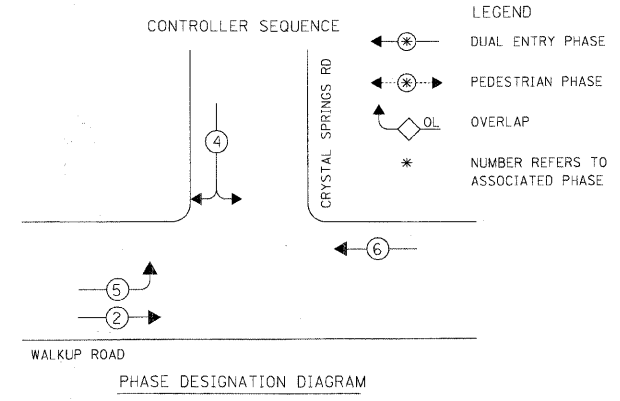 CONTROLLER SEQUENCE
LEGEND
* DUAL ENTRY PHASE
* PEDESTRIAN PHASE
OL OVERLAP
* NUMBER REFERS TO
ASSOCIATED PHASE
CRYSTAL SPRINGS RD
4
6
5
2
WALKUP ROAD
PHASE DESIGNATION DIAGRAM